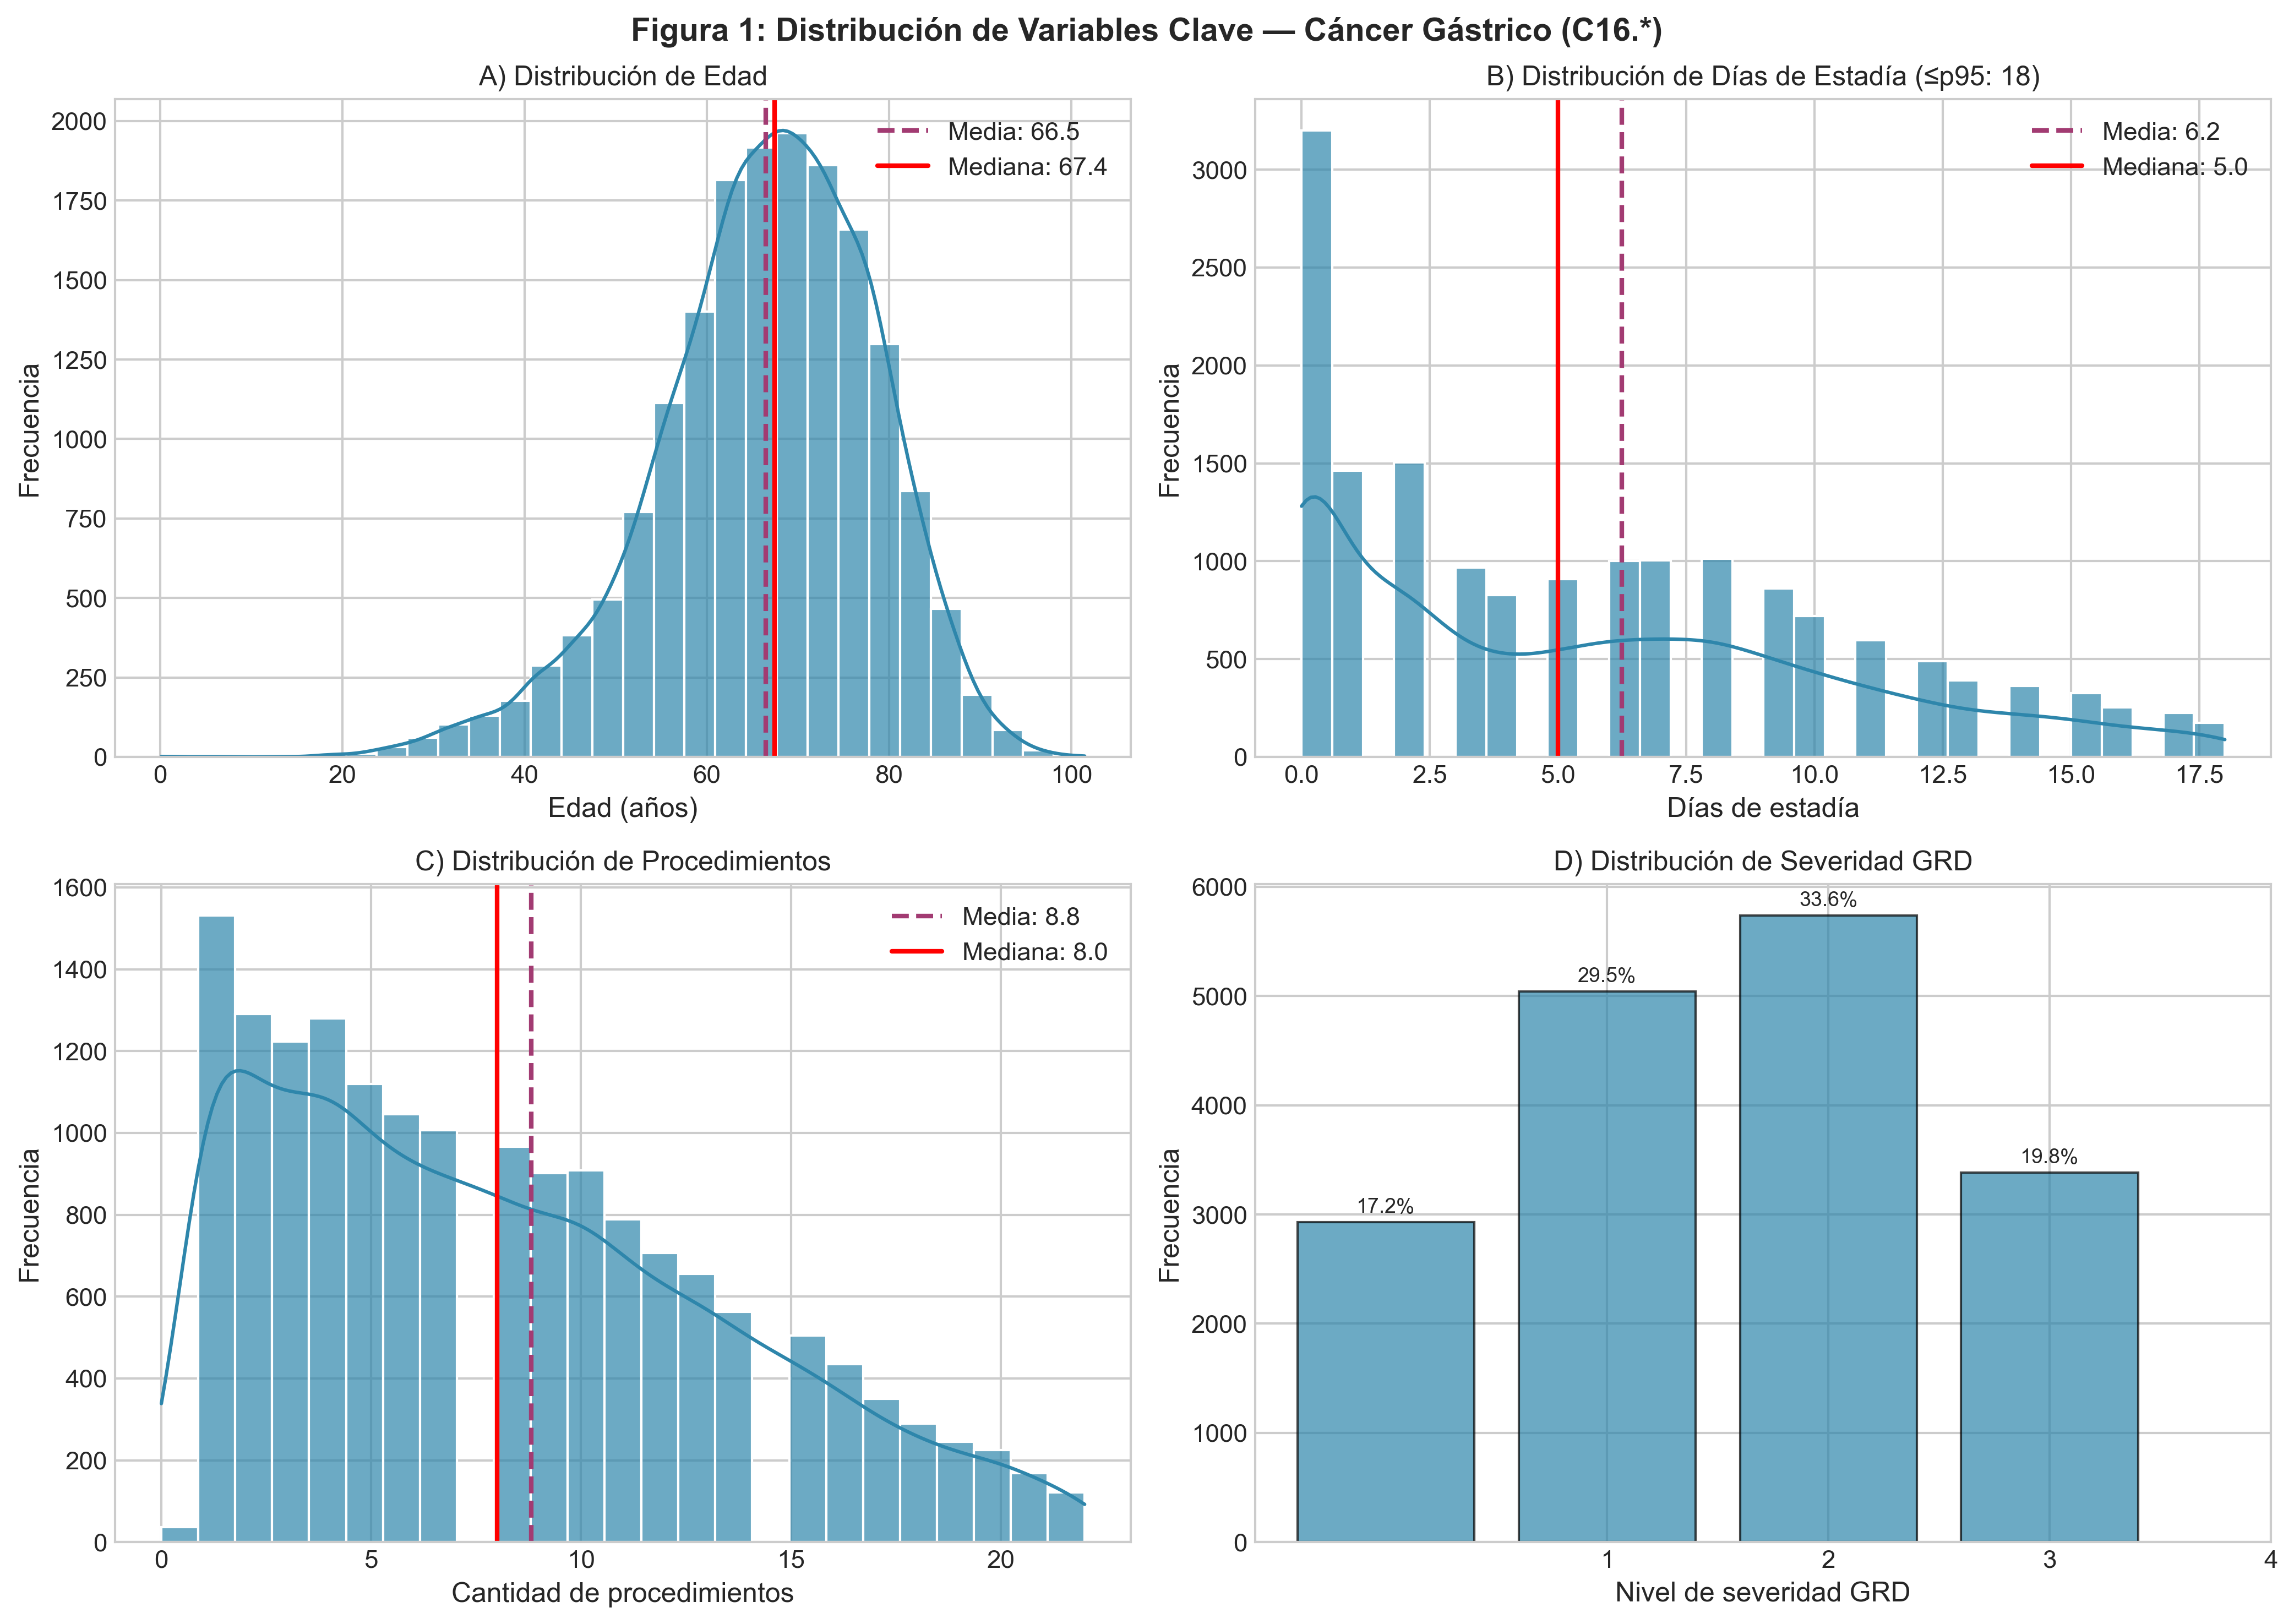 Figura 1: Distribución de Variables Clave — Cáncer Gástrico (C16.*)
A) Distribución de Edad
Media: 66.5
Mediana: 67.4
2000
1750
1500
1250
1000
750
500
250
0
Frecuencia
0 20 40 60 80 100
Edad (años)
B) Distribución de Días de Estadía (≤p95: 18)
Media: 6.2
Mediana: 5.0
3000
2500
2000
1500
1000
500
0
Frecuencia
0.0 2.5 5.0 7.5 10.0 12.5 15.0 17.5
Días de estadía
C) Distribución de Procedimientos
Media: 8.8
Mediana: 8.0
1600
1400
1200
1000
800
600
400
200
0
Frecuencia
0 5 10 15 20
Cantidad de procedimientos
D) Distribución de Severidad GRD
6000
5000
4000
3000
2000
1000
0
Frecuencia
17.2%
29.5%
33.6%
19.8%
1 2 3 4
Nivel de severidad GRD